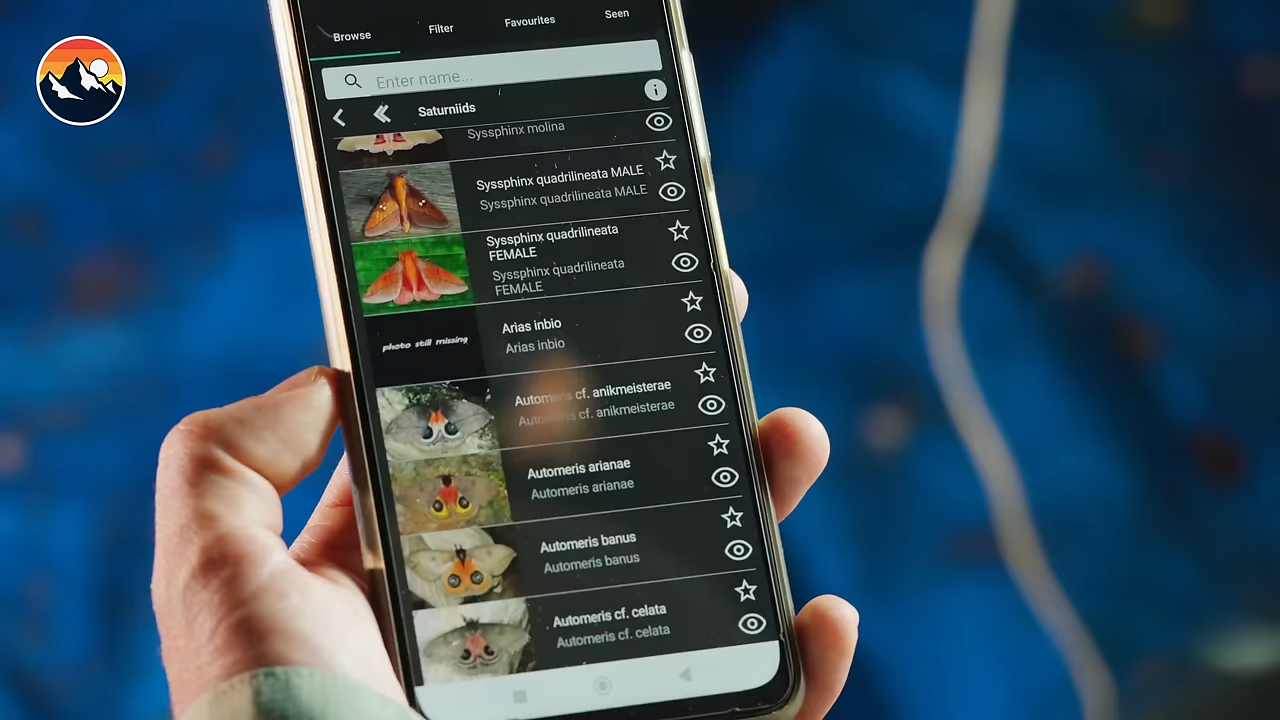 Browse
Filter
Favourites
Seen
Enter name...
Saturniids
Syssphinx molina
Syssphinx quadrilineata MALE
Syssphinx quadrilineata MALE
Syssphinx quadrilineata
FEMALE
Syssphinx quadrilineata
FEMALE
photo still missing
Arias inbio
Arias inbio
Automeris cf. anikmeisterae
Automeris cf. anikmeisterae
Automeris arianae
Automeris arianae
Automeris banus
Automeris banus
Automeris cf. celata
Automeris cf. celata